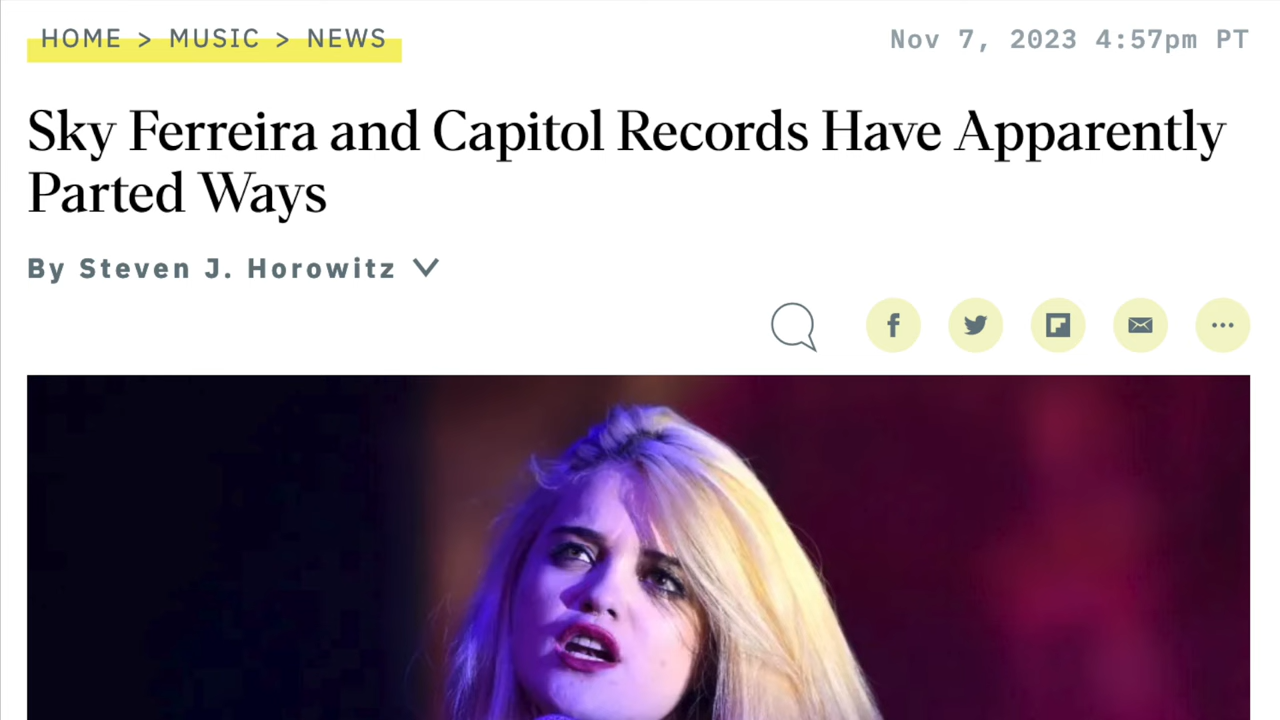 HOME > MUSIC > NEWS
Nov 7, 2023 4:57pm PT
Sky Ferreira and Capitol Records Have Apparently
Parted Ways
By Steven J. Horowitz